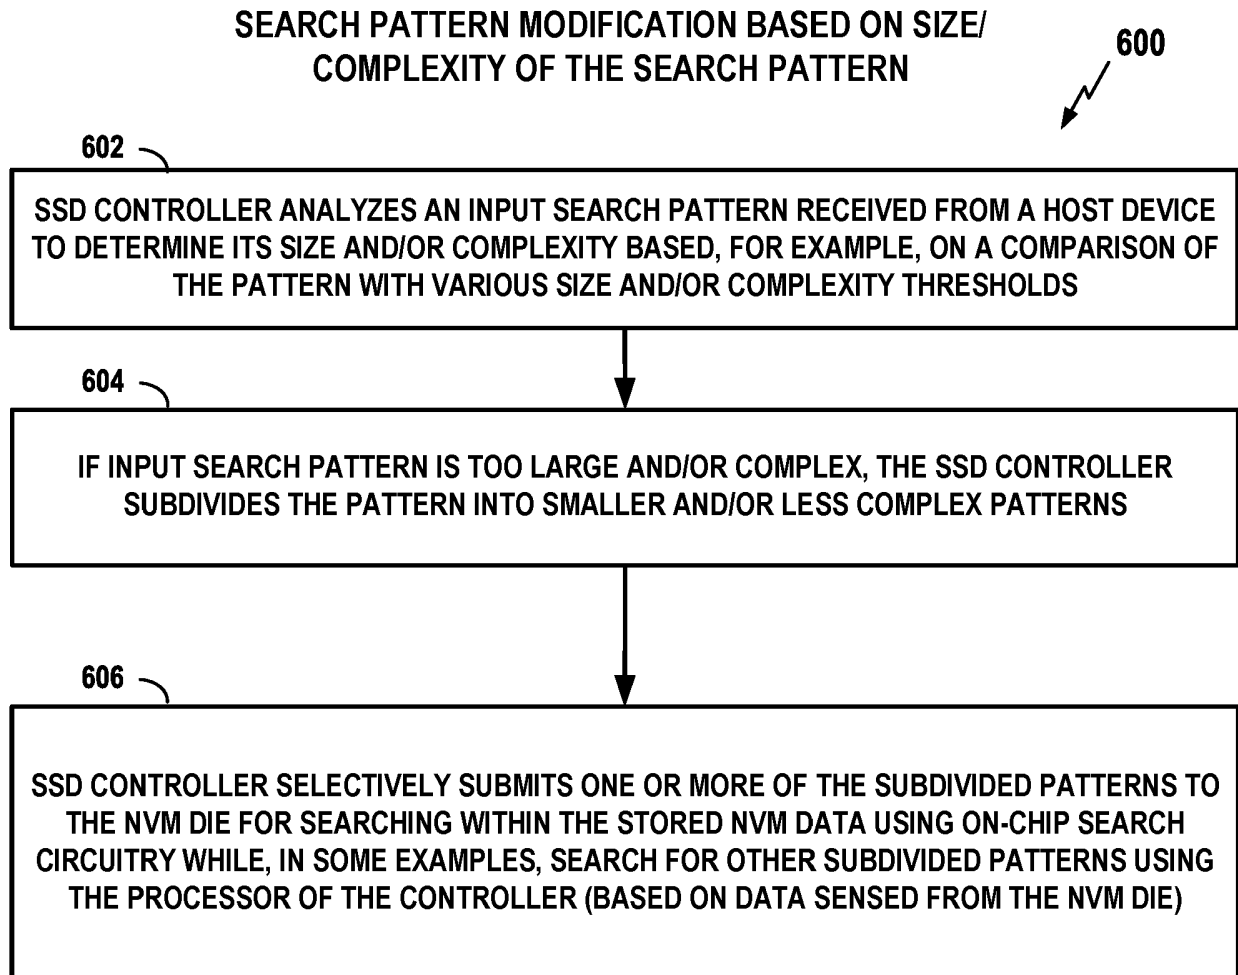 SEARCH PATTERN MODIFICATION BASED ON SIZE/
COMPLEXITY OF THE SEARCH PATTERN
600
602
SSD CONTROLLER ANALYZES AN INPUT SEARCH PATTERN RECEIVED FROM A HOST DEVICE
TO DETERMINE ITS SIZE AND/OR COMPLEXITY BASED, FOR EXAMPLE, ON A COMPARISON OF
THE PATTERN WITH VARIOUS SIZE AND/OR COMPLEXITY THRESHOLDS
604
IF INPUT SEARCH PATTERN IS TOO LARGE AND/OR COMPLEX, THE SSD CONTROLLER
SUBDIVIDES THE PATTERN INTO SMALLER AND/OR LESS COMPLEX PATTERNS
606
SSD CONTROLLER SELECTIVELY SUBMITS ONE OR MORE OF THE SUBDIVIDED PATTERNS TO
THE NVM DIE FOR SEARCHING WITHIN THE STORED NVM DATA USING ON-CHIP SEARCH
CIRCUITRY WHILE, IN SOME EXAMPLES, SEARCH FOR OTHER SUBDIVIDED PATTERNS USING
THE PROCESSOR OF THE CONTROLLER (BASED ON DATA SENSED FROM THE NVM DIE)